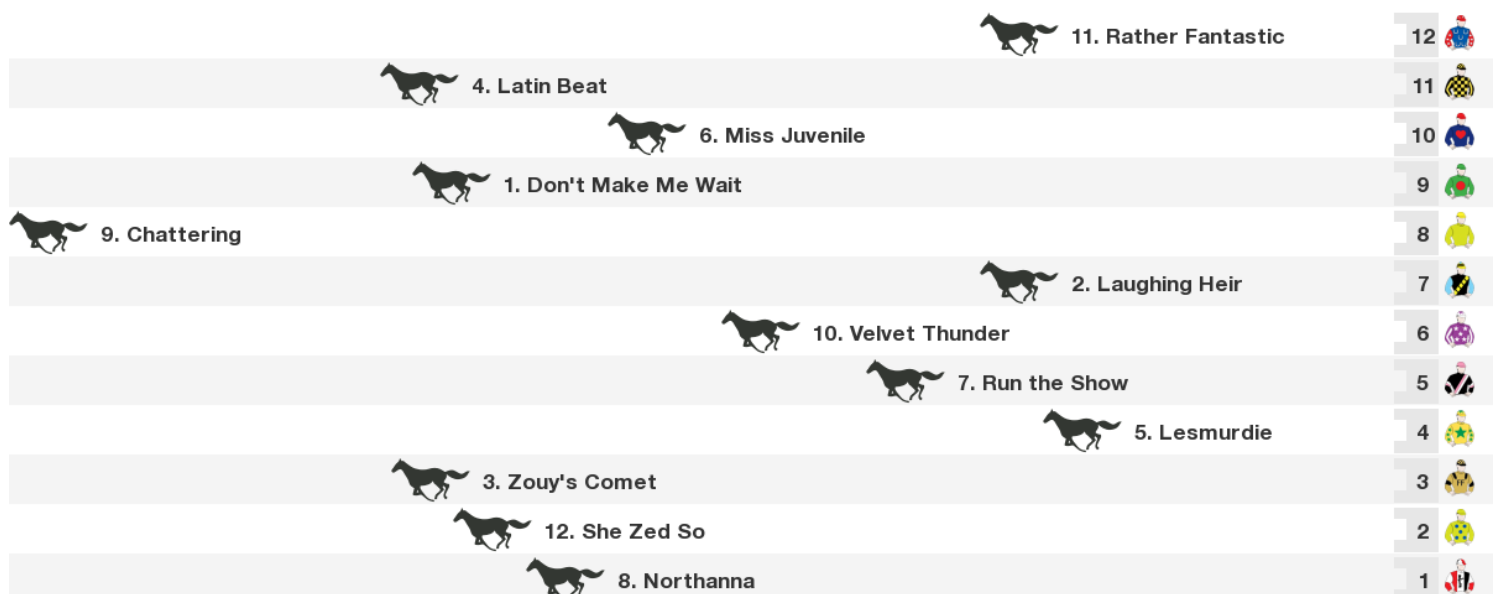 11. Rather Fantastic 12
4. Latin Beat 11
6. Miss Juvenile 10
1. Don't Make Me Wait 9
9. Chattering 8
2. Laughing Heir 7
10. Velvet Thunder 6
7. Run the Show 5
5. Lesmurdie 4
3. Zouy's Comet 3
12. She Zed So 2
8. Northanna 1